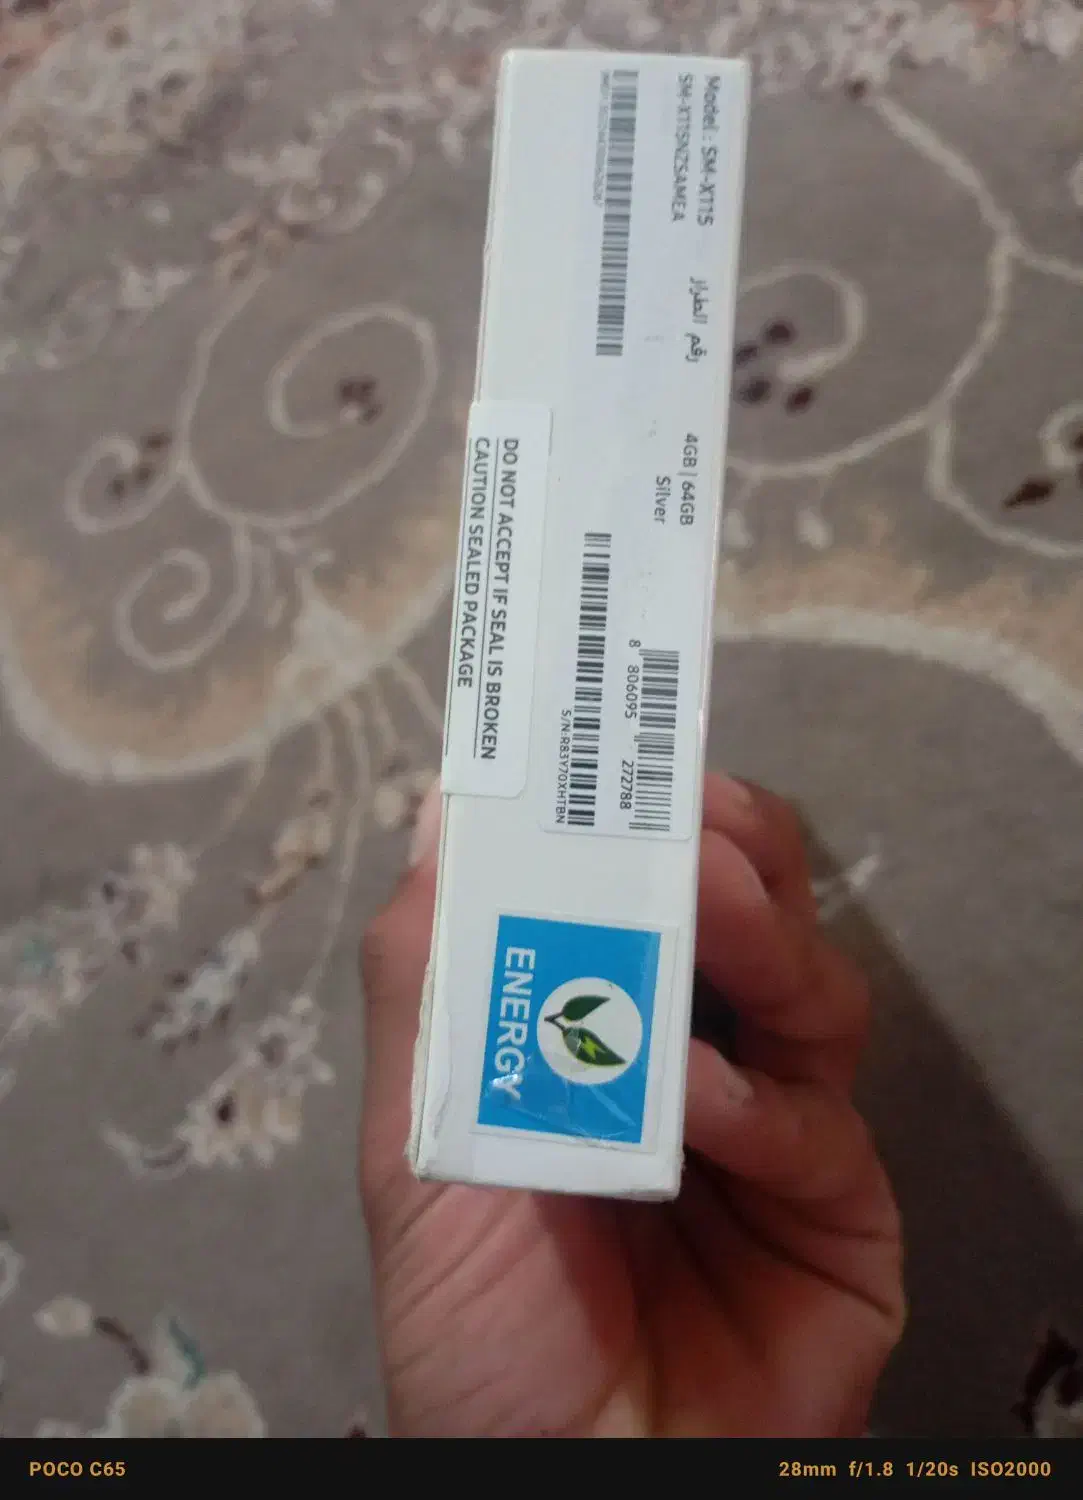 Model : SM-X115
رقم الطراز
4GB | 64GB
SM-X115NZSAMEA
Silver
8 806095 272788
S/N:R83Y70XHTBN
DO NOT ACCEPT IF SEAL IS BROKEN
CAUTION SEALED PACKAGE
ENERGY
POCO C65
28mm f/1.8 1/20s ISO2000